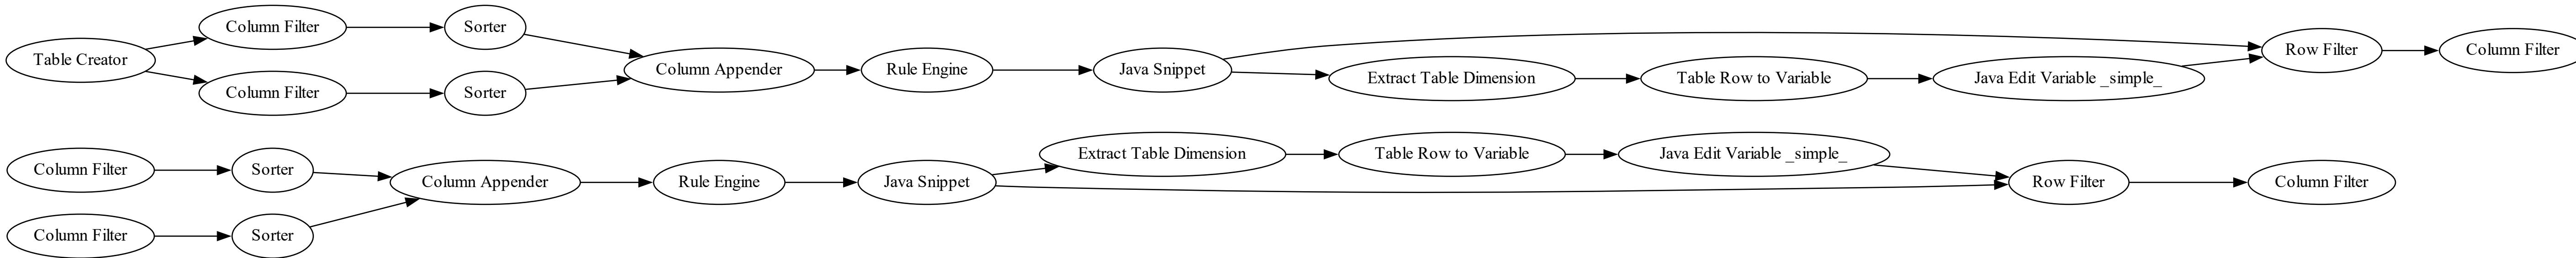 Table Creator
Column Filter
Sorter
Column Filter
Sorter
Column Appender
Rule Engine
Java Snippet
Extract Table Dimension
Table Row to Variable
Java Edit Variable _simple_
Row Filter
Column Filter
Column Filter
Sorter
Column Filter
Sorter
Column Appender
Rule Engine
Java Snippet
Extract Table Dimension
Table Row to Variable
Java Edit Variable _simple_
Row Filter
Column Filter